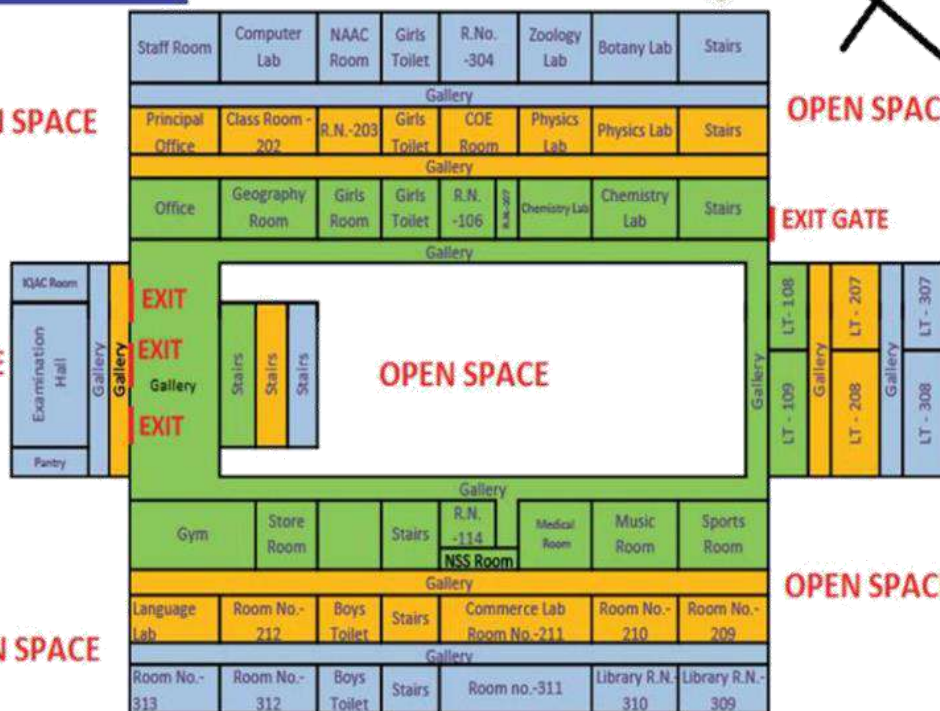 Staff Room
Computer
Lab
NAAC
Room
Girls
Toilet
R.No.
-304
Zoology
Lab
Botany Lab
Stairs
Gallery
SPACE
OPEN SPAC
Principal
Office
Class Room -
202
R.N.-203
Girls
Toilet
COE
Room
Physics
Lab
Physics Lab
Stairs
Gallery
Office
Geography
Room
Girls
Room
Girls
Toilet
R.N.
-106
Chemistry Lab
Chemistry
Lab
Stairs
EXIT GATE
Gallery
IQAC Room
Examination
Hall
Pantry
Gallery
Gallery
EXIT
EXIT
Gallery
EXIT
Stairs
Stairs
Stairs
OPEN SPACE
Gallery
LT - 108
LT - 109
Gallery
LT - 207
LT - 208
Gallery
LT - 307
LT - 308
Gallery
Gym
Store
Room
Stairs
R.N.
-114
NSS Room
Medical
Room
Music
Room
Sports
Room
Gallery
OPEN SPAC
Language
Lab
Room No.-
212
Boys
Toilet
Stairs
Commerce Lab
Room No.-211
Room No.-
210
Room No.-
209
Gallery
N SPACE
Room No.-
313
Room No.-
312
Boys
Toilet
Stairs
Room no.-311
Library R.N.-
310
Library R.N.-
309